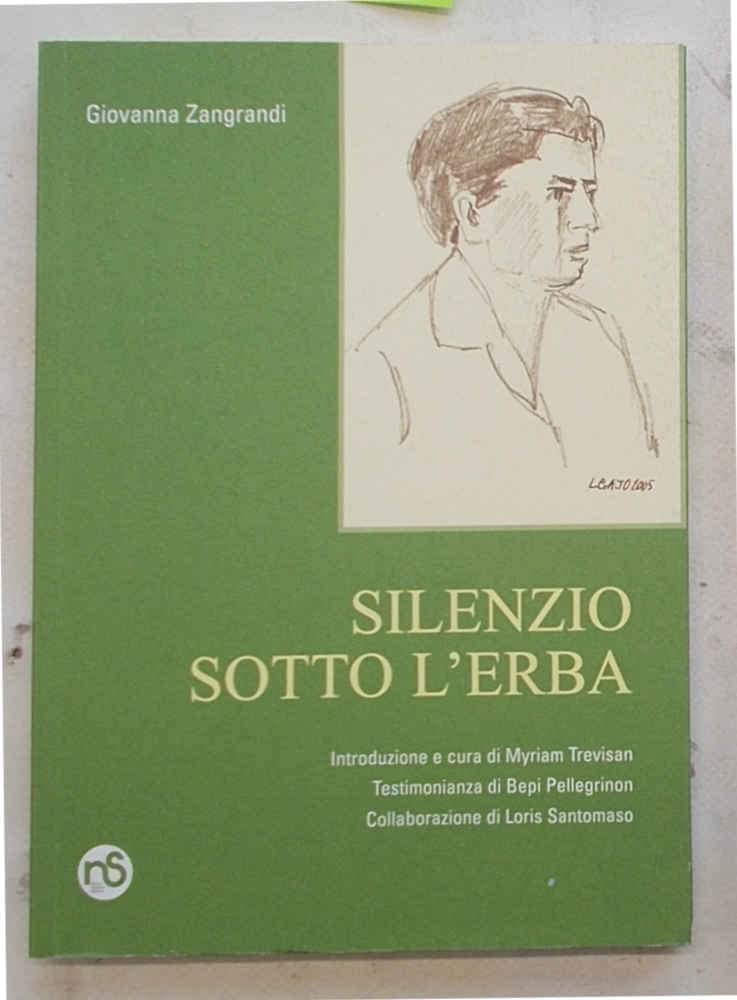 Giovanna Zangrandi
SILENZIO
SOTTO L'ERBA
Introduzione e cura di Myriam Trevisan
Testimonianza di Bepi Pellegrinon
Collaborazione di Loris Santomaso
nS